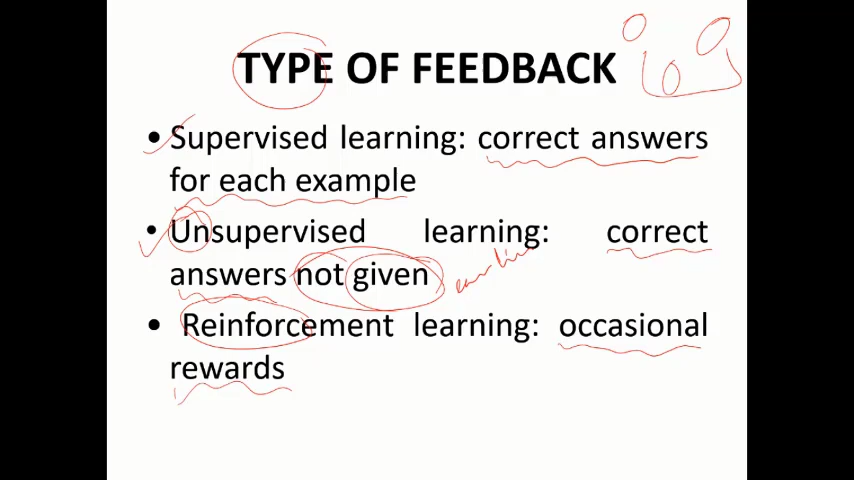 TYPE OF FEEDBACK
• Supervised learning: correct answers
for each example
• Unsupervised learning: correct
answers not given
• Reinforcement learning: occasional
rewards